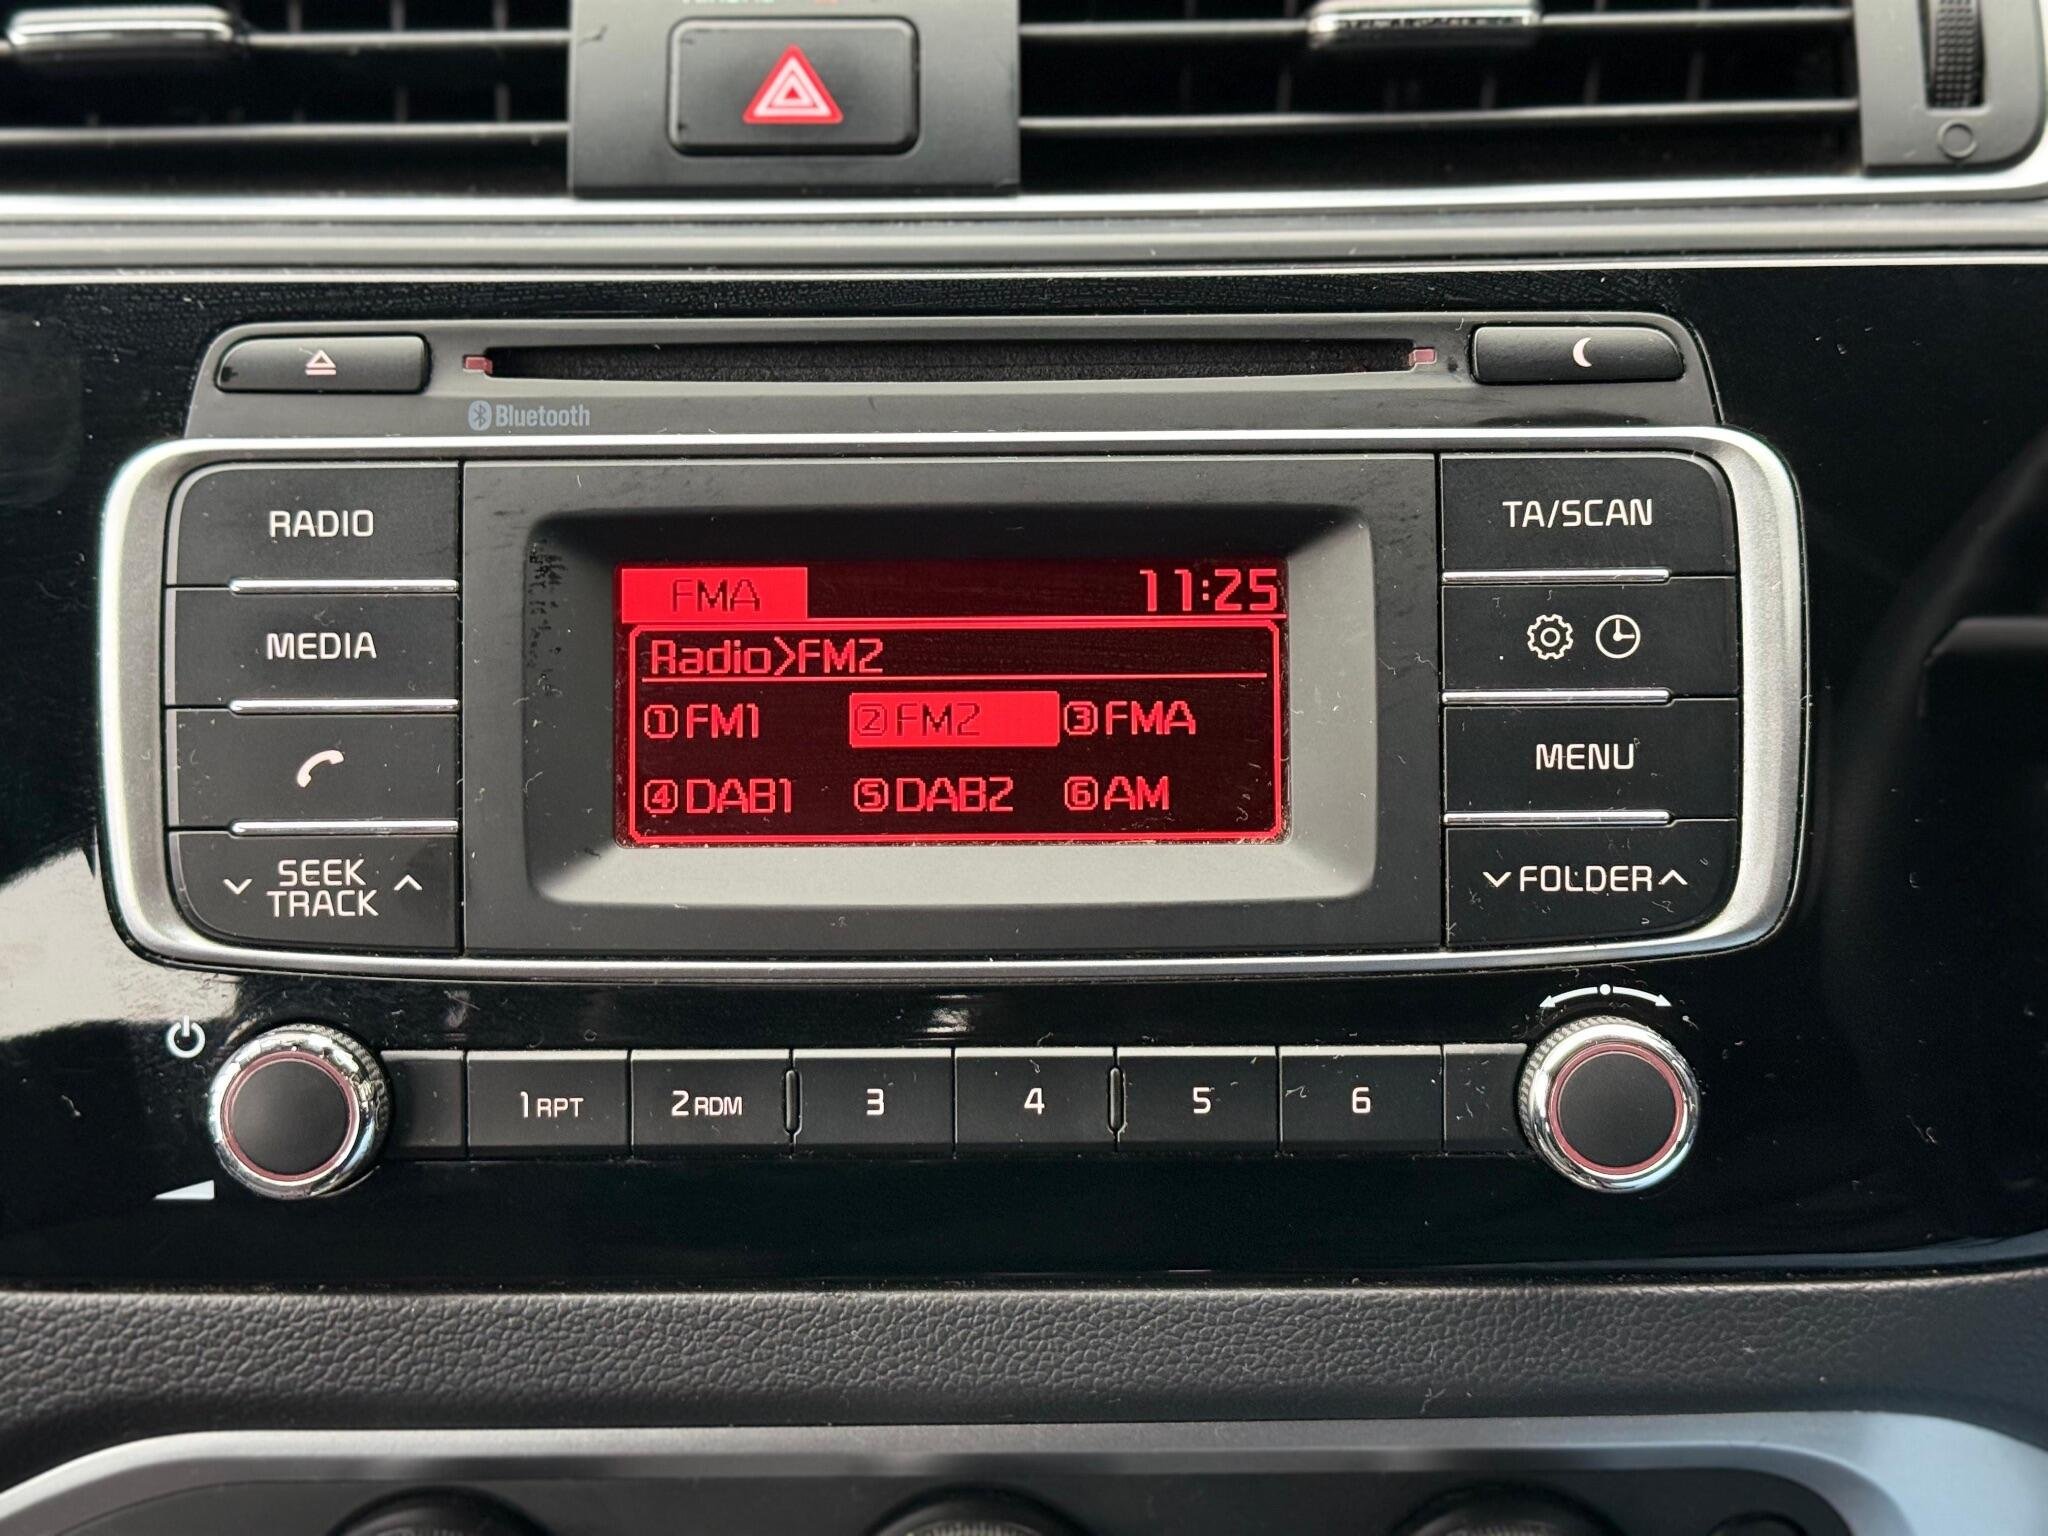 Bluetooth
RADIO
MEDIA
SEEK
TRACK
FMA 11:25
Radio>FM2
①FM1 ②FM2 ③FMA
④DAB1 ⑤DAB2 ⑥AM
TA/SCAN
MENU
FOLDER
1 RPT 2 RDM 3 4 5 6